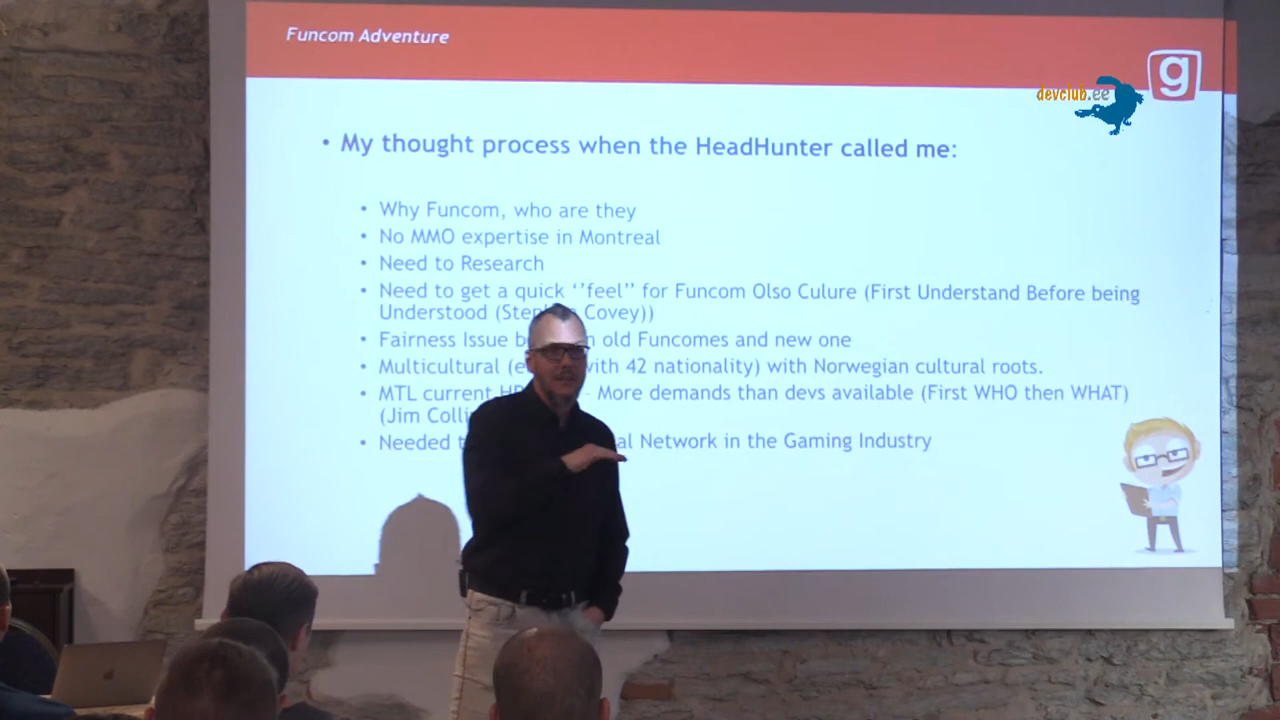 Funcom Adventure
g
devclub.ee
• My thought process when the HeadHunter called me:
• Why Funcom, who are they
• No MMO expertise in Montreal
• Need to Research
• Need to get a quick ‘’feel’’ for Funcom Olso Culure (First Understand Before being
Understood (Step Covey))
• Fairness Issue b old Funcomes and new one
• Multicultural (e with 42 nationality) with Norwegian cultural roots.
• MTL current HR - More demands than devs available (First WHO then WHAT)
(Jim Colli
• Needed t al Network in the Gaming Industry